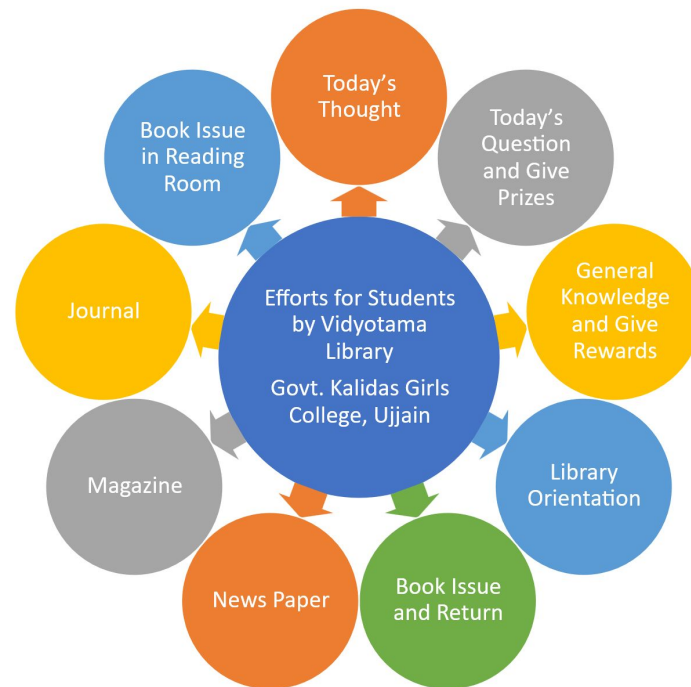 Today’s
Thought
Today’s
Question
and Give
Prizes
General
Knowledge
and Give
Rewards
Library
Orientation
Book Issue
and Return
News Paper
Magazine
Journal
Book Issue
in Reading
Room
Efforts for Students
by Vidyotama
Library
Govt. Kalidas Girls
College, Ujjain